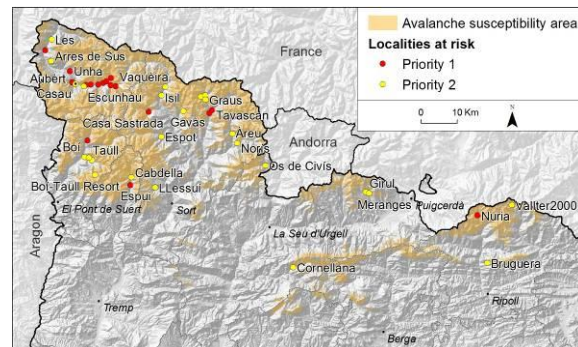 Avalanche susceptibility area
Localities at risk
Priority 1
Priority 2
0
10 Km
N
France
Andorra
Aragon
Les
Arres de Sus
Unha
Vaqueira
Aubert
Casau
Escunhau
Isil
Graus
Casa Sastrada
Gavas
Tavascan
Espot
Areu
Noris
Boi
Taull
Os de Civís
Boi-Taull Resort
Cabdella
LLessui
Espui
El Pont de Suert
Sort
Girul
Meranges
Puigcerdà
Vallter2000
Nuria
La Seu d'Urgell
Cornellana
Bruguera
Tremp
Ripoll
Berga